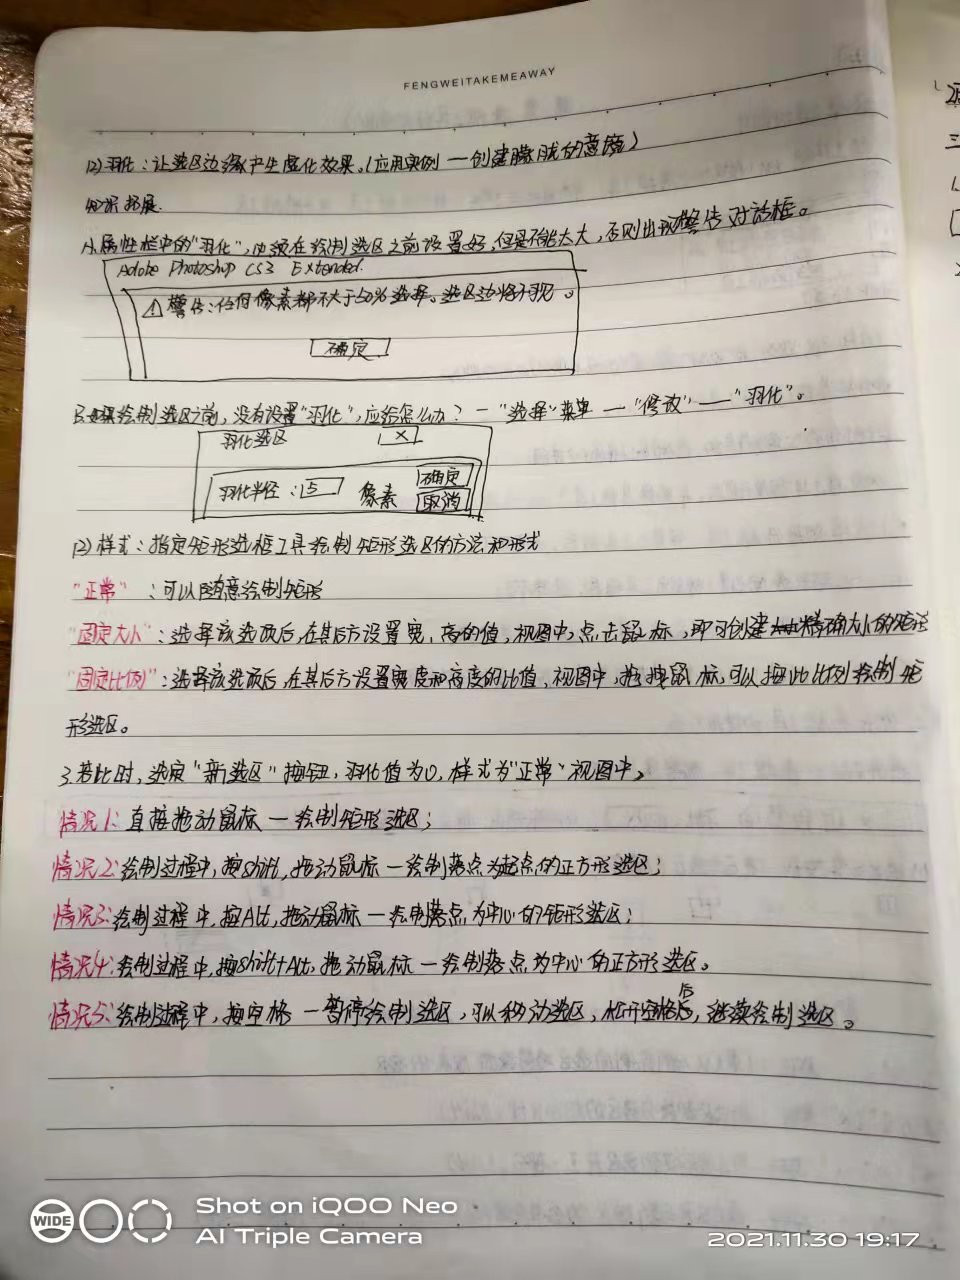 FENGWEITAKEMEAWAY
(2) 羽化：让选区边缘产生虚化效果。(应用实例一创建朦胧的意境)
知识拓展.
属性栏中的"羽化"，必须在绘制选区之前设置好，但是不能太大，否则出现警告对话框。
Adobe Photoshop CS3 Extended.
警告：任何像素都不大于50%选择。选区边将不可见。
确定
如果绘制选区之前，没有设置"羽化"，应给怎么办？一"选择"菜单一"修改"一"羽化"。
羽化选区 X
羽化半径：5 像素 确定
取消
(2) 样式：指定矩形选框工具绘制矩形选区的方法和形式
"正常"：可以随意绘制矩形
"固定大小"：选择该选项后，在其后方设置宽、高的值，视图中，点击鼠标，即可创建精确大小的矩形
"固定比例"：选择该选项后，在其后方设置宽度和高度的比值，视图中，拖拽鼠标，可以按此比例绘制矩
形选区。
3.若此时，选定"新选区"按钮，羽化值为0，样式为"正常"视图中。
情况1：直接拖动鼠标一绘制矩形选区；
情况2：绘制过程中，按shift，拖动鼠标一绘制落点为起点的正方形选区；
情况3：绘制过程中，按Alt，拖动鼠标一绘制落点为中心的矩形选区；
情况4：绘制过程中，按shift+Alt，拖动鼠标一绘制落点为中心的正方形选区。
情况5：绘制过程中，按空格一暂停绘制选区，可以移动选区，松开空格后，继续绘制选区。
WIDE
Shot on iQOO Neo
AI Triple Camera
2021.11.30 19:17